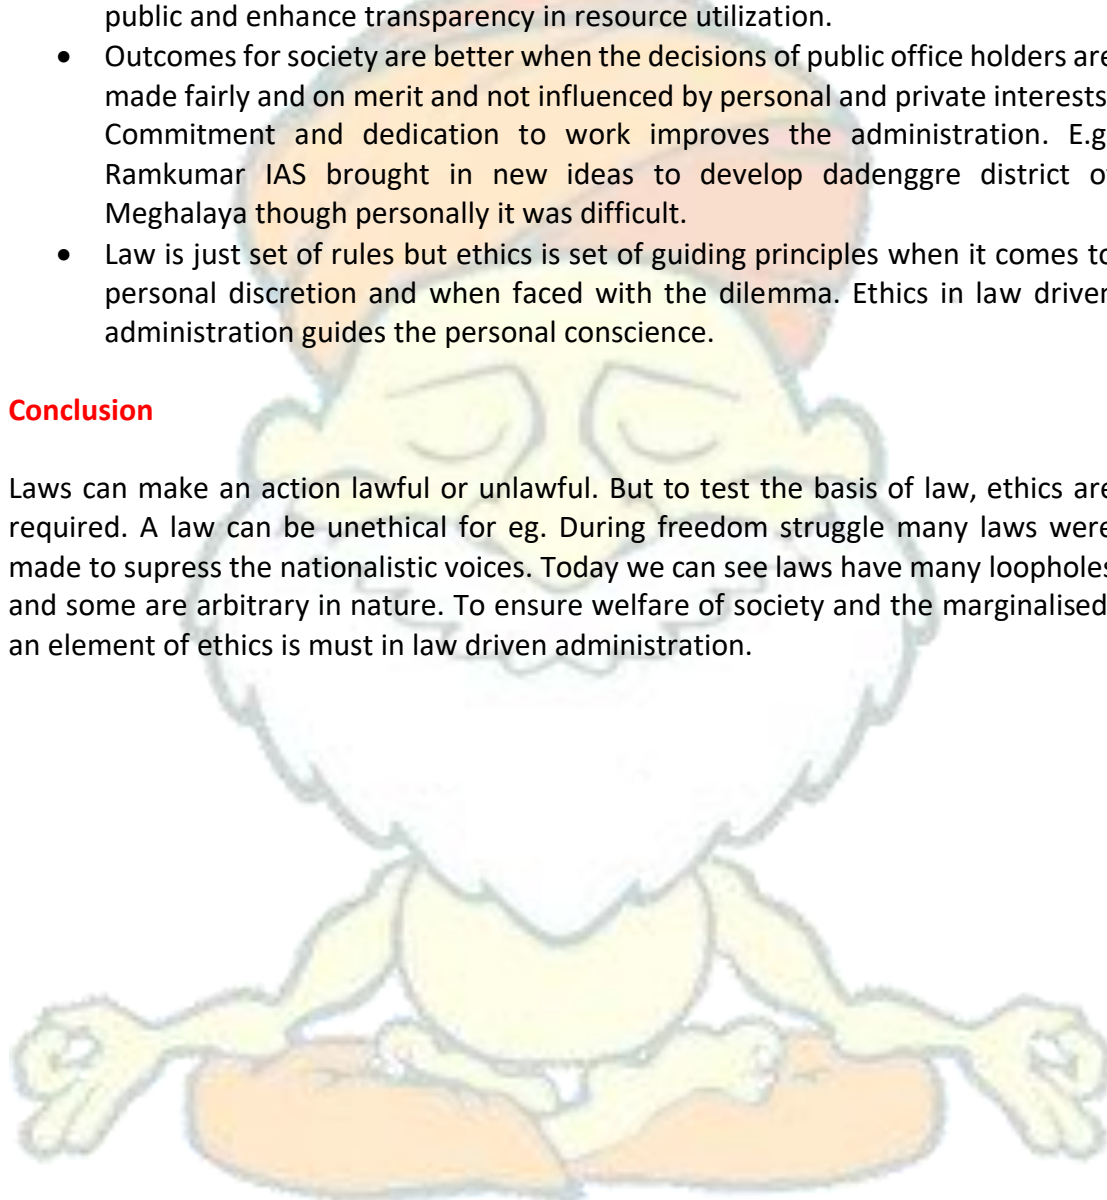 public and enhance transparency in resource utilization.
• Outcomes for society are better when the decisions of public office holders are
made fairly and on merit and not influenced by personal and private interests
Commitment and dedication to work improves the administration. E.g
Ramkumar IAS brought in new ideas to develop dadenggre district of
Meghalaya though personally it was difficult.
• Law is just set of rules but ethics is set of guiding principles when it comes to
personal discretion and when faced with the dilemma. Ethics in law driven
administration guides the personal conscience.
Conclusion
Laws can make an action lawful or unlawful. But to test the basis of law, ethics are
required. A law can be unethical for eg. During freedom struggle many laws were
made to supress the nationalistic voices. Today we can see laws have many loopholes
and some are arbitrary in nature. To ensure welfare of society and the marginalised
an element of ethics is must in law driven administration.